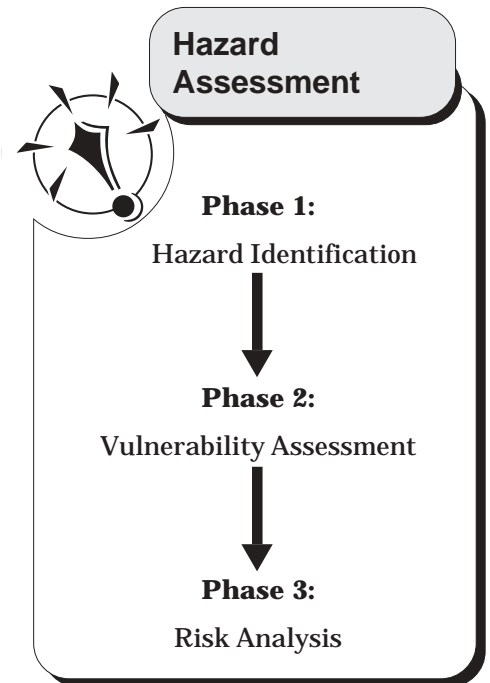 Hazard
Assessment
Phase 1:
Hazard Identification
Phase 2:
Vulnerability Assessment
Phase 3:
Risk Analysis